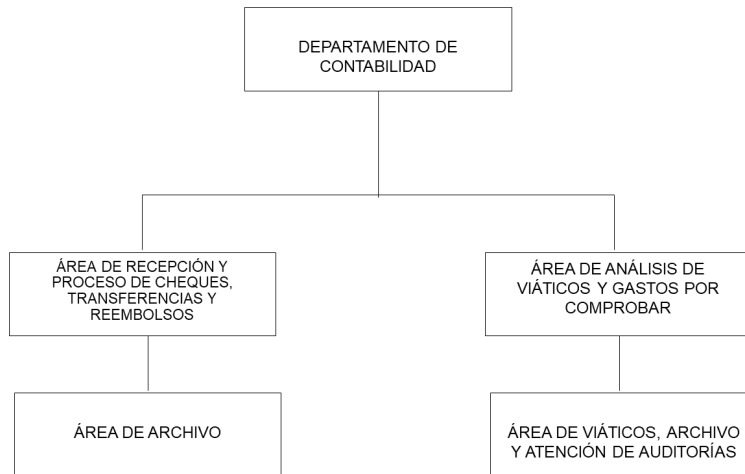 DEPARTAMENTO DE
CONTABILIDAD
ÁREA DE RECEPCIÓN Y
PROCESO DE CHEQUES,
TRANSFERENCIAS Y
REEMBOLSOS
ÁREA DE ANÁLISIS DE
VIÁTICOS Y GASTOS POR
COMPROBAR
ÁREA DE ARCHIVO
ÁREA DE VIÁTICOS, ARCHIVO
Y ATENCIÓN DE AUDITORÍAS